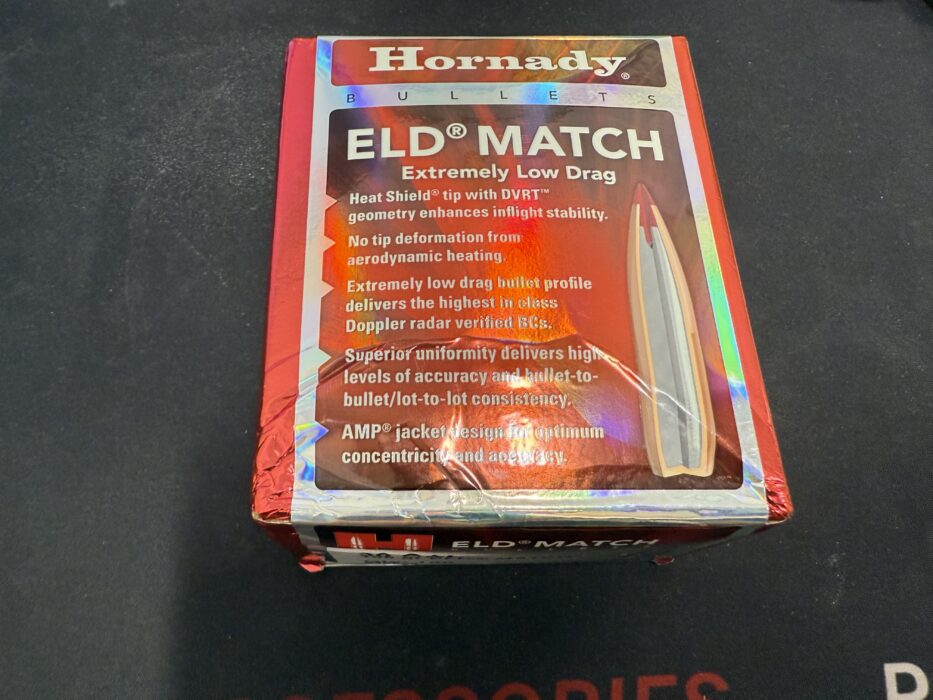 Hornady®
BULLETS
ELD® MATCH
Extremely Low Drag
Heat Shield® tip with DVRT™
geometry enhances inflight stability.
No tip deformation from
aerodynamic heating.
Extremely low drag bullet profile
delivers the highest in class
Doppler radar verified BCs.
Superior uniformity delivers high
levels of accuracy and bullet-to-
bullet/lot-to-lot consistency.
AMP® jacket design for optimum
concentricity and accuracy.
ELD® MATCH